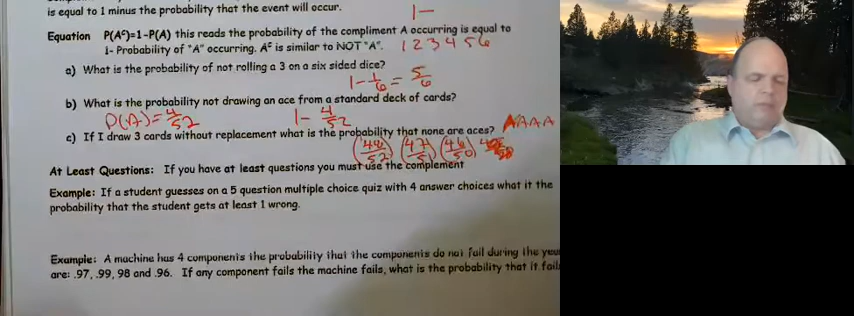 is equal to 1 minus the probability that the event will occur.
1 -
Equation P(Aᶜ)=1-P(A) this reads the probability of the compliment A occurring is equal to
1- Probability of "A" occurring. Aᶜ is similar to NOT "A". 1 2 3 4 5 6
a) What is the probability of not rolling a 3 on a six sided dice?
1 - 1/6 = 5/6
b) What is the probability not drawing an ace from a standard deck of cards?
P(A) = 4/52 1 - 4/52
c) If I draw 3 cards without replacement what is the probability that none are aces? AAAA
(48/52) (47/51) (46/50)
At Least Questions: If you have at least questions you must use the complement
Example: If a student guesses on a 5 question multiple choice quiz with 4 answer choices what it the
probability that the student gets at least 1 wrong.
Example: A machine has 4 components the probability that the components do not fail during the year
are: .97, .99, 98 and .96. If any component fails the machine fails, what is the probability that it fails